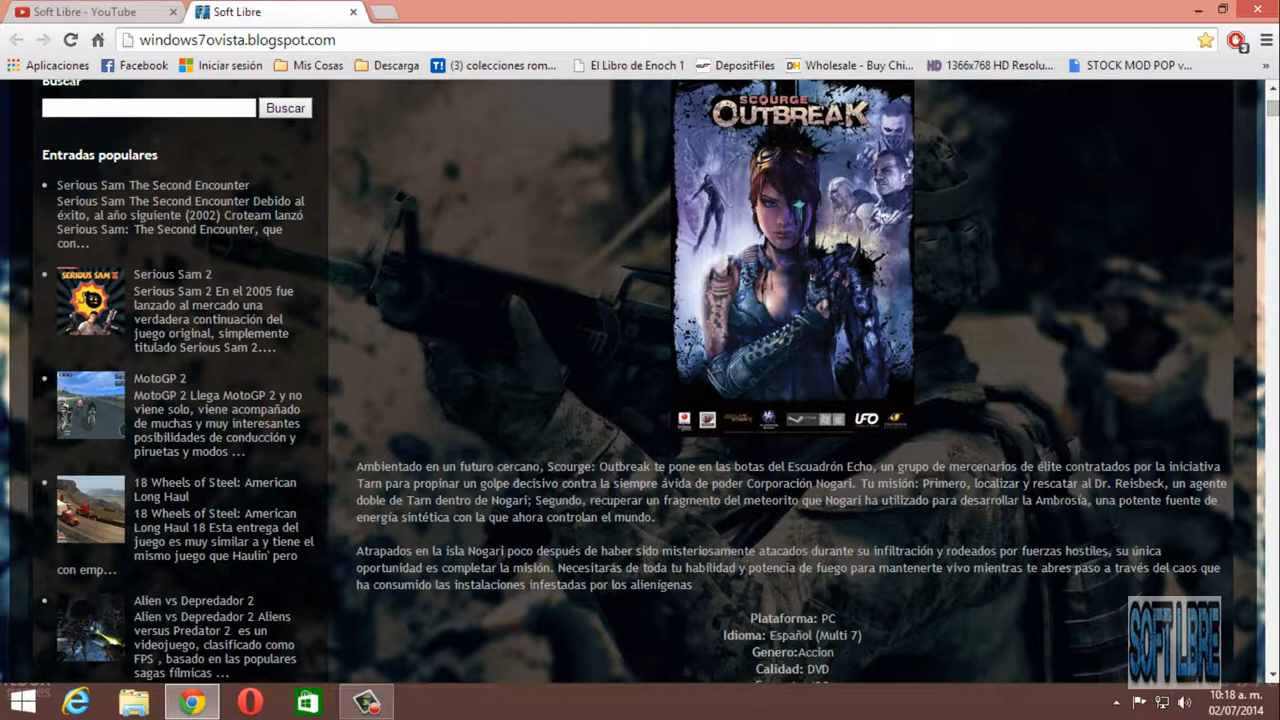 Soft Libre - YouTube
Soft Libre
windows7ovista.blogspot.com
3
Aplicaciones
Facebook
Iniciar sesión
Mis Cosas
Descarga
(3) colecciones rom...
El Libro de Enoch 1
DepositFiles
Wholesale - Buy Chi...
1366x768 HD Resolu...
STOCK MOD POP v...
»
Buscar
Buscar
Entradas populares
Serious Sam The Second Encounter
Serious Sam The Second Encounter Debido al
éxito, al año siguiente (2002) Croteam lanzó
Serious Sam: The Second Encounter, que
con...
SERIOUS SAM II
Serious Sam 2
Serious Sam 2 En el 2005 fue
lanzado al mercado una
verdadera continuación del
juego original, simplemente
titulado Serious Sam 2....
MotoGP 2
MotoGP 2 Llega MotoGP 2 y no
viene solo, viene acompañado
de muchas y muy interesantes
posibilidades de conducción y
piruetas y modos ...
18 Wheels of Steel: American
Long Haul
18 Wheels of Steel: American
Long Haul 18 Esta entrega del
juego es muy similar a y tiene el
mismo juego que Haulin' pero
con emp...
Alien vs Depredador 2
Alien vs Depredador 2 Aliens
versus Predator 2 es un
videojuego, clasificado como
FPS , basado en las populares
sagas fílmicas ...
SCOURGE
OUTBREAK
UFO
Ambientado en un futuro cercano, Scourge: Outbreak te pone en las botas del Escuadrón Echo, un grupo de mercenarios de élite contratados por la iniciativa
Tarn para propinar un golpe decisivo contra la siempre ávida de poder Corporación Nogari. Tu misión: Primero, localizar y rescatar al Dr. Reisbeck, un agente
doble de Tarn dentro de Nogari; Segundo, recuperar un fragmento del meteorito que Nogari ha utilizado para desarrollar la Ambrosía, una potente fuente de
energía sintética con la que ahora controlan el mundo.
Atrapados en la isla Nogari poco después de haber sido misteriosamente atacados durante su infiltración y rodeados por fuerzas hostiles, su única
oportunidad es completar la misión. Necesitarás de toda tu habilidad y potencia de fuego para mantenerte vivo mientras te abres paso a través del caos que
ha consumido las instalaciones infestadas por los alienígenas
Plataforma: PC
Idioma: Español (Multi 7)
Genero:Accion
Calidad: DVD
SOFT LIBRE
10:18 a. m.
02/07/2014